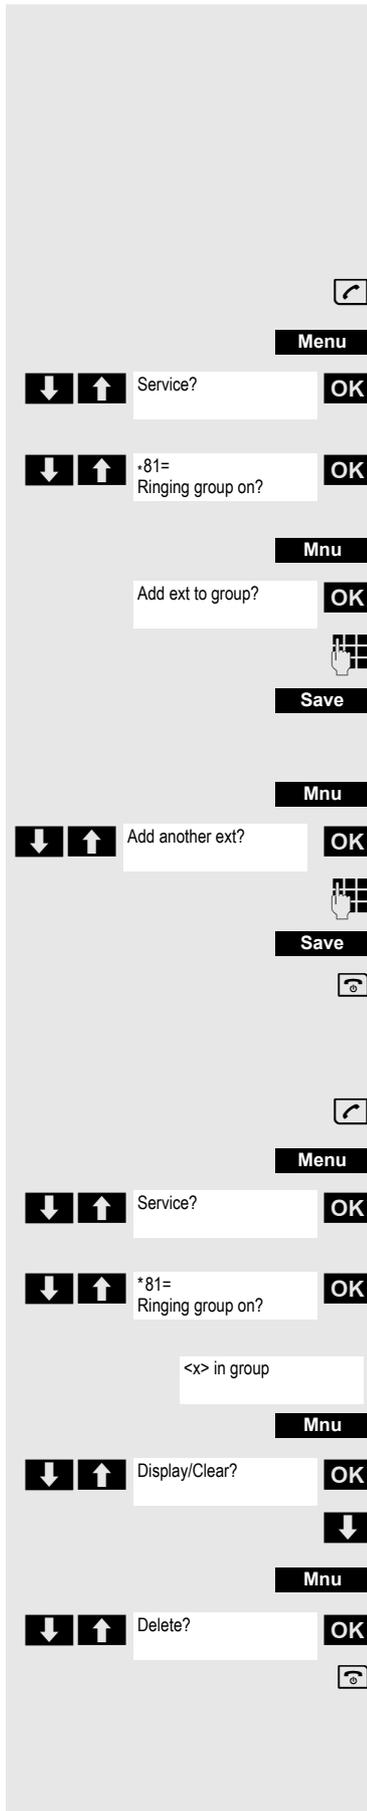 Menu
Service? OK
*81=
Ringing group on? OK
Mnu
Add ext to group? OK
Save
Mnu
Add another ext? OK
Save
Menu
Service? OK
*81=
Ringing group on? OK
<x> in group
Mnu
Display/Clear? OK
Mnu
Delete? OK